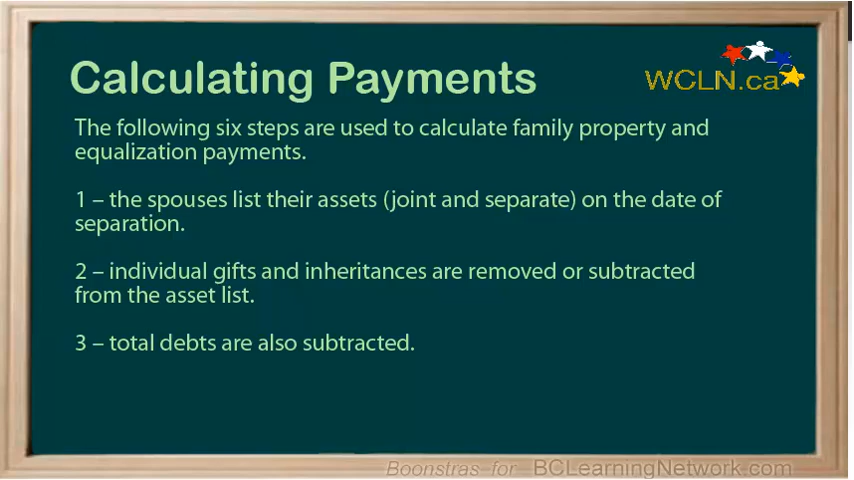 Calculating Payments
WCLN.ca
The following six steps are used to calculate family property and
equalization payments.
1 – the spouses list their assets (joint and separate) on the date of
separation.
2 – individual gifts and inheritances are removed or subtracted
from the asset list.
3 – total debts are also subtracted.
Boonstras for BCLearningNetwork.com